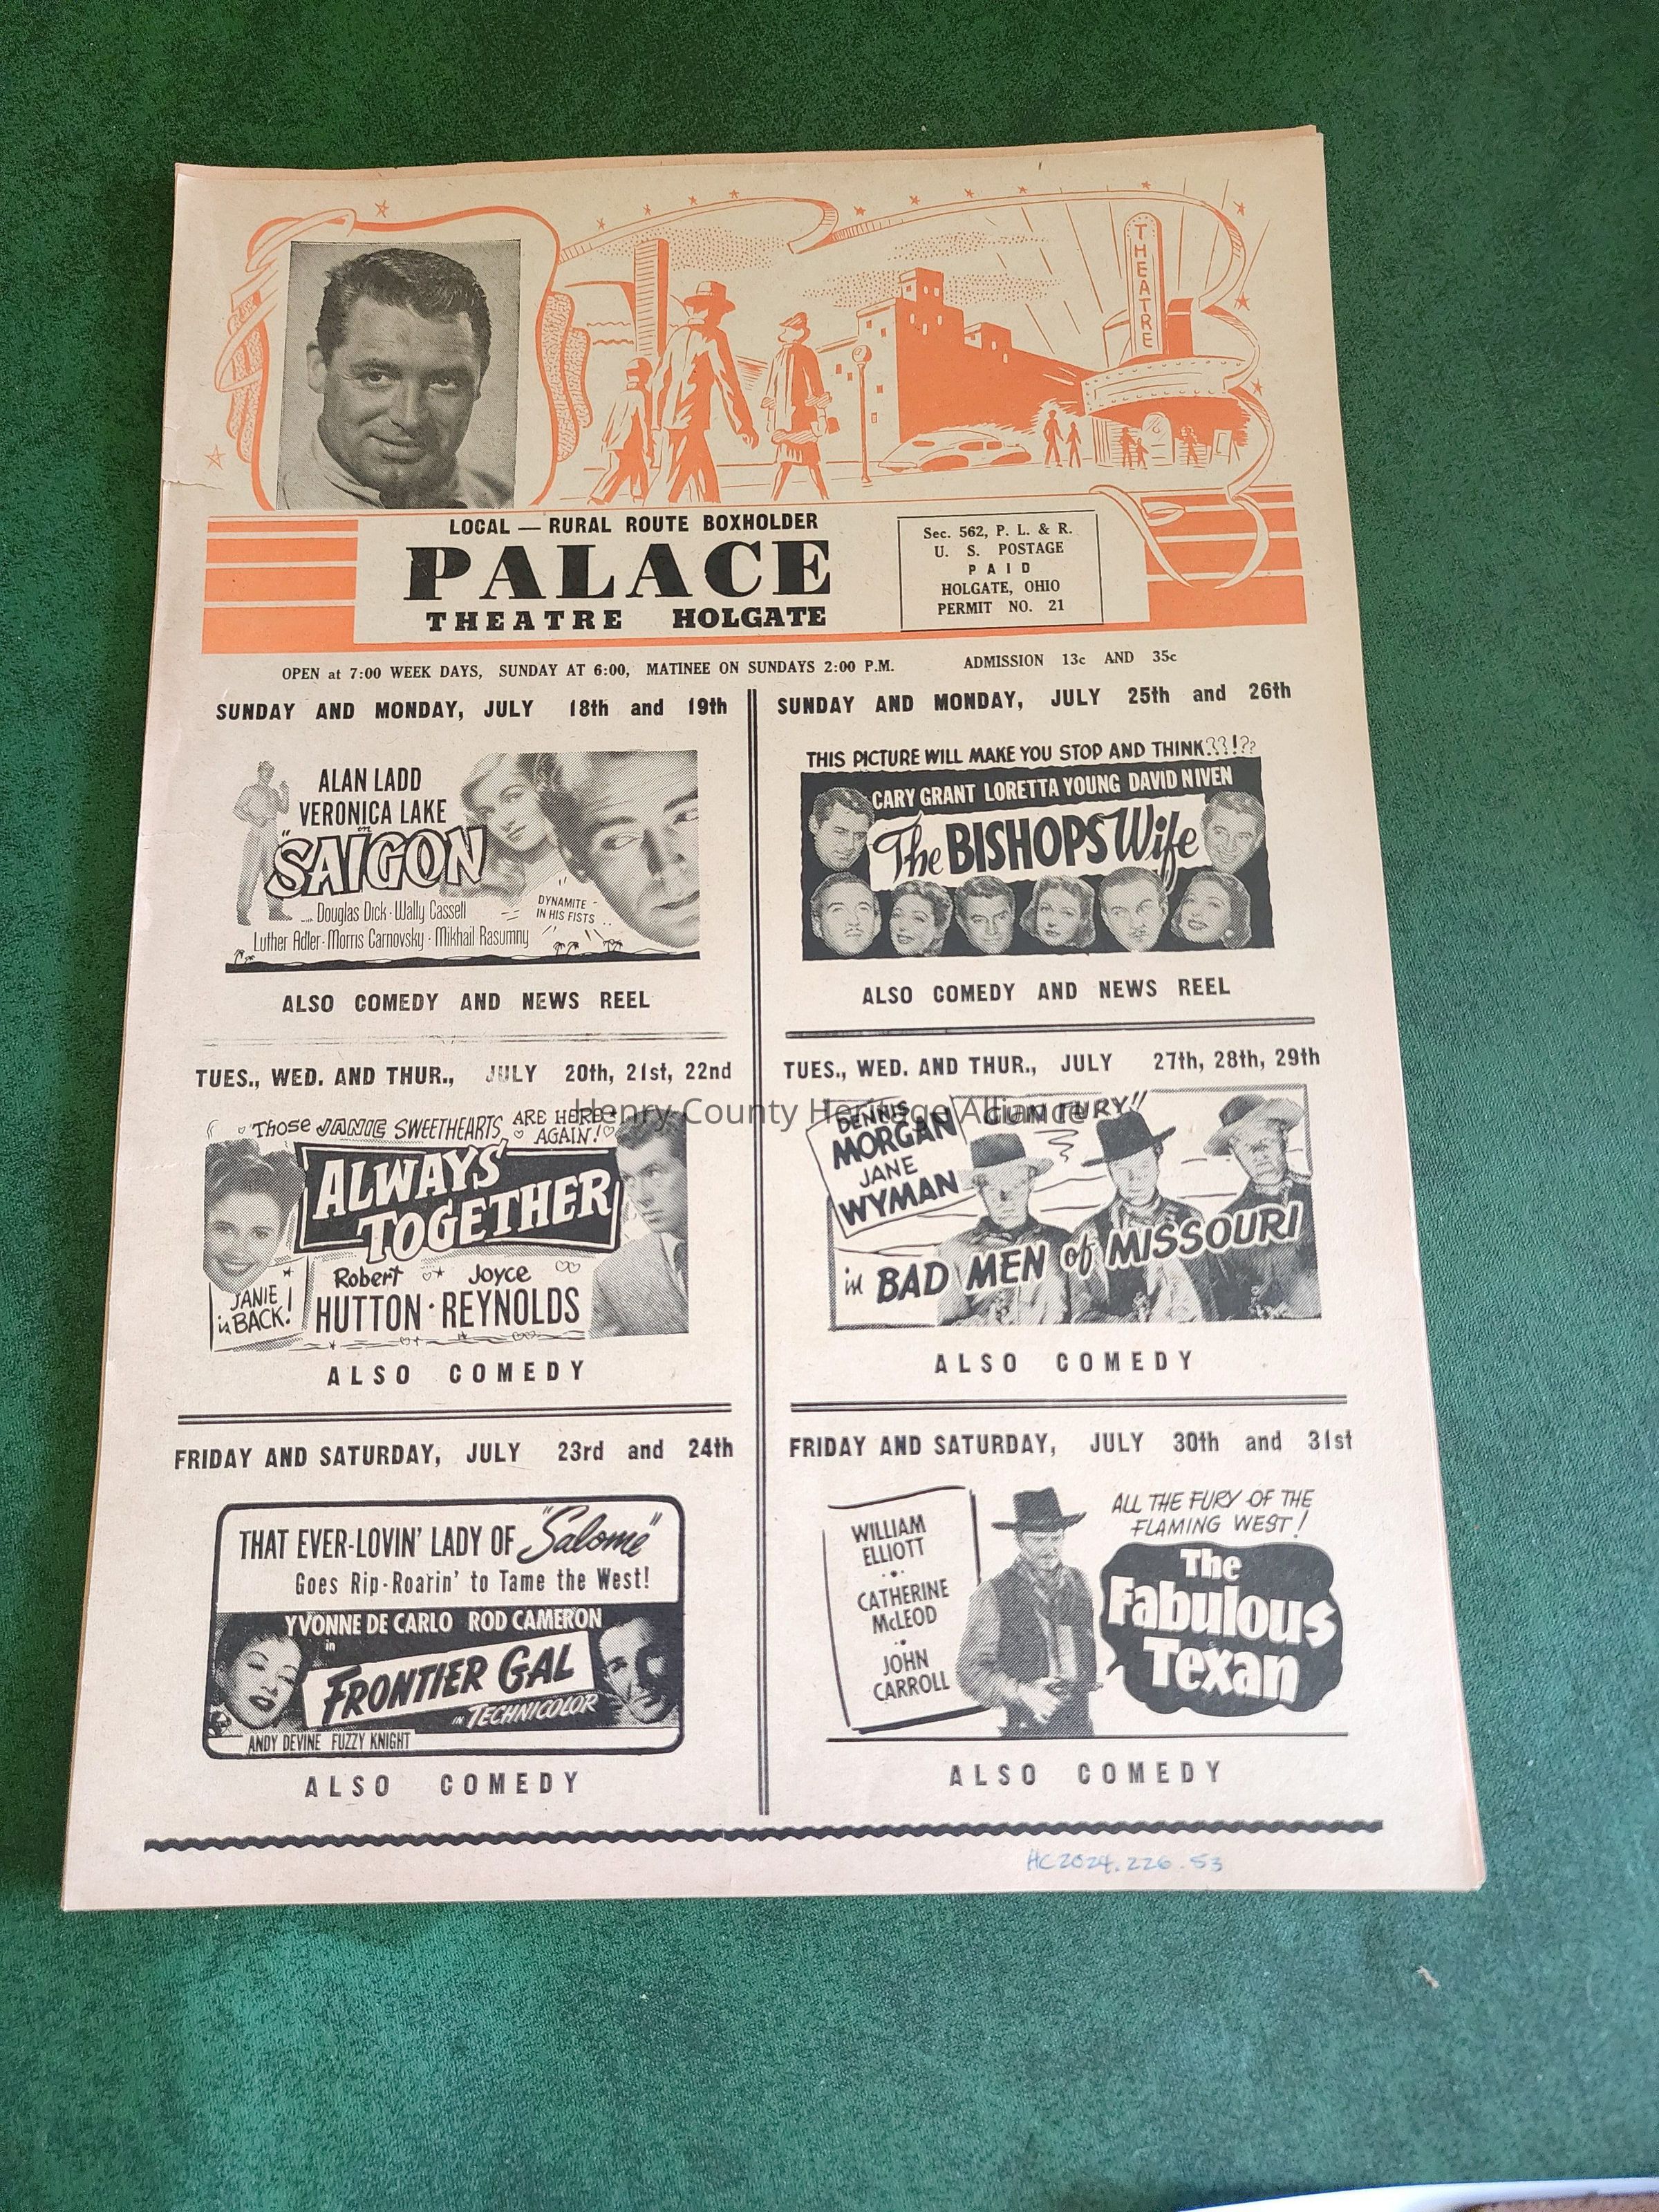 THEATRE
LOCAL — RURAL ROUTE BOXHOLDER
PALACE
THEATRE HOLGATE
Sec. 562, P. L. & R.
U. S. POSTAGE
PAID
HOLGATE, OHIO
PERMIT NO. 21
OPEN at 7:00 WEEK DAYS, SUNDAY AT 6:00, MATINEE ON SUNDAYS 2:00 P.M. ADMISSION 13c AND 35c
SUNDAY AND MONDAY, JULY 18th and 19th
ALAN LADD
VERONICA LAKE
in
"SAIGON
DYNAMITE -
IN HIS FISTS...
Douglas Dick · Wally Cassell
Luther Adler · Morris Carnovsky · Mikhail Rasumny
ALSO COMEDY AND NEWS REEL
TUES., WED. AND THUR., JULY 20th, 21st, 22nd
Those JANIE SWEETHEARTS ARE HERE
AGAIN!
ALWAYS
TOGETHER
JANIE
is BACK!
Robert Joyce
HUTTON · REYNOLDS
ALSO COMEDY
FRIDAY AND SATURDAY, JULY 23rd and 24th
THAT EVER-LOVIN' LADY OF "Salome"
Goes Rip-Roarin' to Tame the West!
YVONNE DE CARLO ROD CAMERON
in
FRONTIER GAL
IN TECHNICOLOR
ANDY DEVINE FUZZY KNIGHT
ALSO COMEDY
SUNDAY AND MONDAY, JULY 25th and 26th
THIS PICTURE WILL MAKE YOU STOP AND THINK??!??
CARY GRANT LORETTA YOUNG DAVID NIVEN
The BISHOPS Wife
ALSO COMEDY AND NEWS REEL
TUES., WED. AND THUR., JULY 27th, 28th, 29th
DENNIS
MORGAN
JANE
WYMAN
GUN FURY!!
in BAD MEN of MISSOURI
ALSO COMEDY
FRIDAY AND SATURDAY, JULY 30th and 31st
WILLIAM
ELLIOTT
CATHERINE
McLEOD
JOHN
CARROLL
ALL THE FURY OF THE
FLAMING WEST!
The
Fabulous
Texan
ALSO COMEDY
HC2024.226.53
Henry County Heritage Alliance